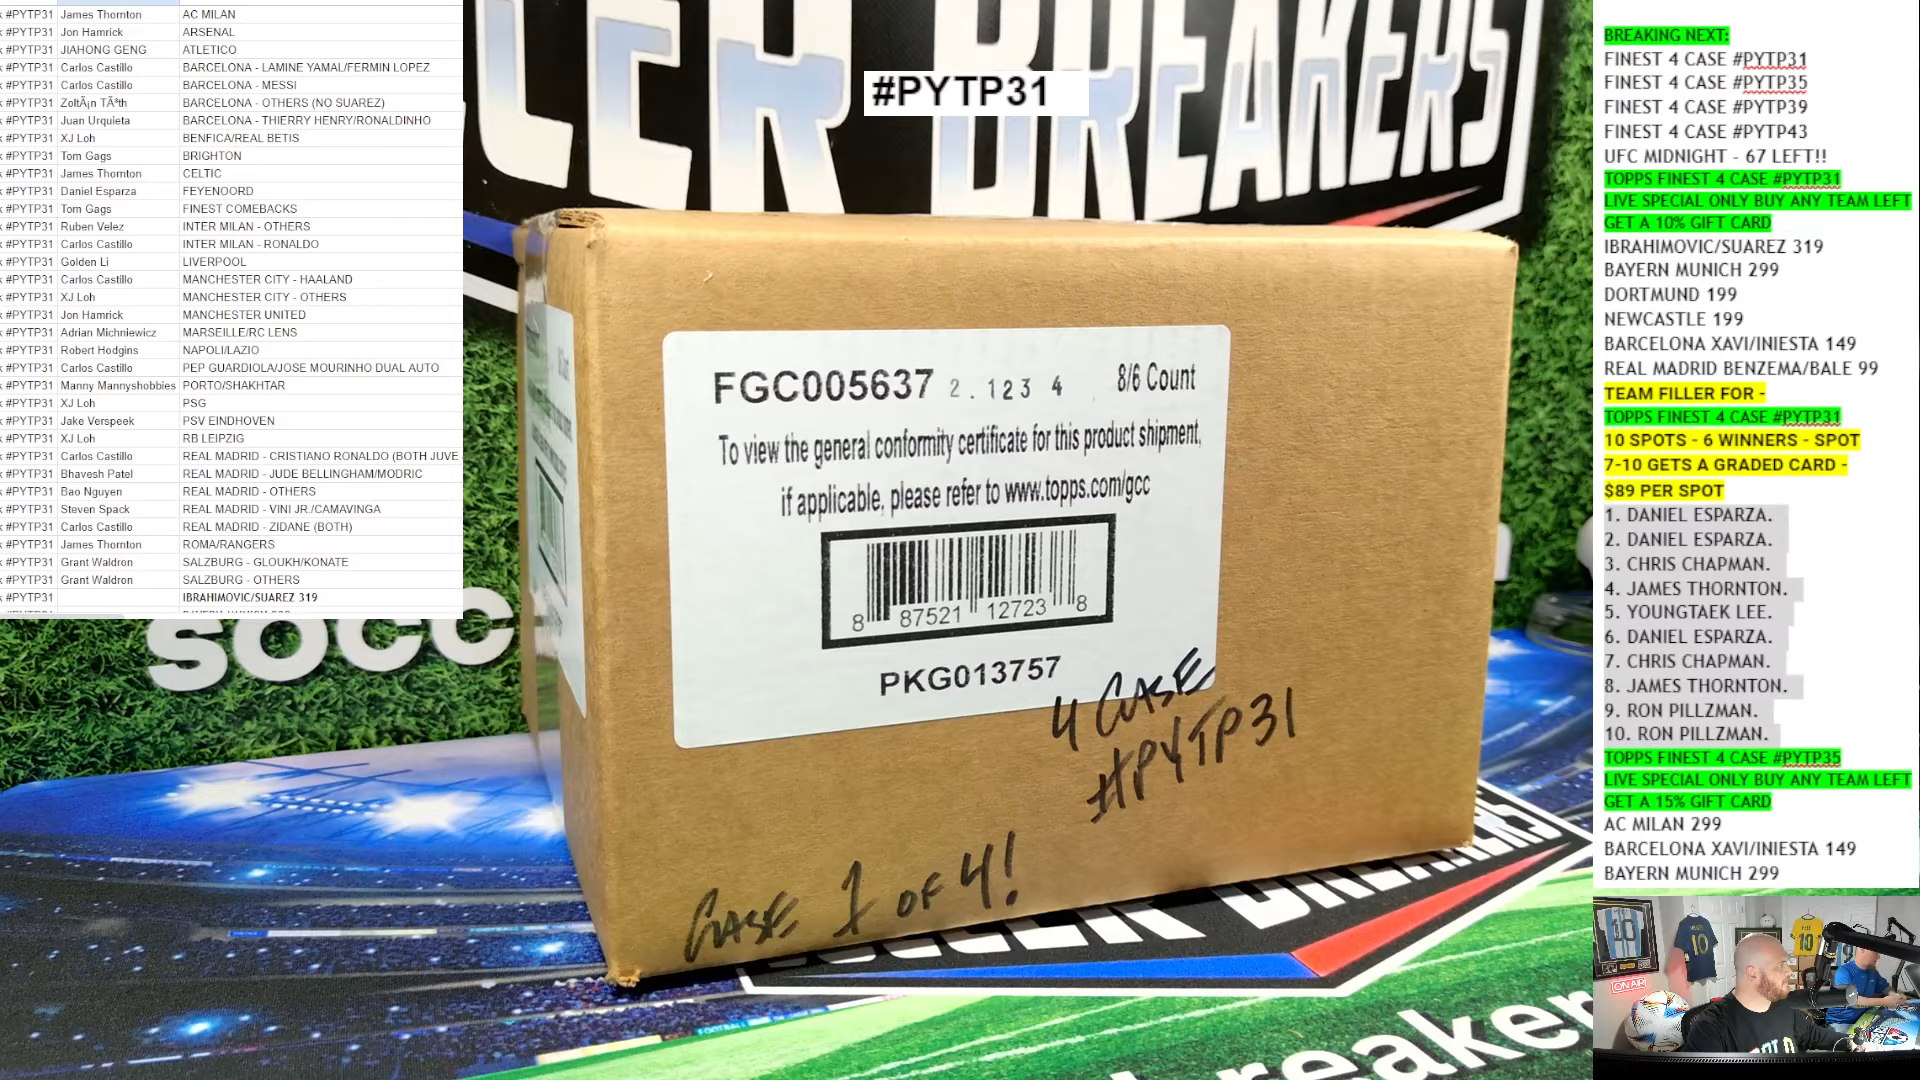 #PYTP31 James Thornton AC MILAN
#PYTP31 Jon Hamrick ARSENAL
#PYTP31 JIAHONG GENG ATLETICO
#PYTP31 Carlos Castillo BARCELONA - LAMINE YAMAL/FERMIN LOPEZ
#PYTP31 Carlos Castillo BARCELONA - MESSI
#PYTP31 ZoltÃ¡n TÃ³th BARCELONA - OTHERS (NO SUAREZ)
#PYTP31 Juan Urquieta BARCELONA - THIERRY HENRY/RONALDINHO
#PYTP31 XJ Loh BENFICA/REAL BETIS
#PYTP31 Tom Gags BRIGHTON
#PYTP31 James Thornton CELTIC
#PYTP31 Daniel Esparza FEYENOORD
#PYTP31 Tom Gags FINEST COMEBACKS
#PYTP31 Ruben Velez INTER MILAN - OTHERS
#PYTP31 Carlos Castillo INTER MILAN - RONALDO
#PYTP31 Golden Li LIVERPOOL
#PYTP31 Carlos Castillo MANCHESTER CITY - HAALAND
#PYTP31 XJ Loh MANCHESTER CITY - OTHERS
#PYTP31 Jon Hamrick MANCHESTER UNITED
#PYTP31 Adrian Michniewicz MARSEILLE/RC LENS
#PYTP31 Robert Hodgins NAPOLI/LAZIO
#PYTP31 Carlos Castillo PEP GUARDIOLA/JOSE MOURINHO DUAL AUTO
#PYTP31 Manny Mannyshobbies PORTO/SHAKHTAR
#PYTP31 XJ Loh PSG
#PYTP31 Jake Verspeek PSV EINDHOVEN
#PYTP31 XJ Loh RB LEIPZIG
#PYTP31 Carlos Castillo REAL MADRID - CRISTIANO RONALDO (BOTH JUVE
#PYTP31 Bhavesh Patel REAL MADRID - JUDE BELLINGHAM/MODRIC
#PYTP31 Bao Nguyen REAL MADRID - OTHERS
#PYTP31 Steven Spack REAL MADRID - VINI JR./CAMAVINGA
#PYTP31 Carlos Castillo REAL MADRID - ZIDANE (BOTH)
#PYTP31 James Thornton ROMA/RANGERS
#PYTP31 Grant Waldron SALZBURG - GLOUKH/KONATE
#PYTP31 Grant Waldron SALZBURG - OTHERS
#PYTP31 IBRAHIMOVIC/SUAREZ 319
#PYTP31
BREAKERS
SOCC
FGC005637 2.123 4 8/6 Count
To view the general conformity certificate for this product shipment,
if applicable, please refer to www.topps.com/gcc
8 87521 12723 8
PKG013757
4 CASE
#PYTP31
CASE 1 OF 4!
SOCCER BREAKERS
breakers
BREAKING NEXT:
FINEST 4 CASE #PYTP31
FINEST 4 CASE #PYTP35
FINEST 4 CASE #PYTP39
FINEST 4 CASE #PYTP43
UFC MIDNIGHT - 67 LEFT!!
TOPPS FINEST 4 CASE #PYTP31
LIVE SPECIAL ONLY BUY ANY TEAM LEFT
GET A 10% GIFT CARD
IBRAHIMOVIC/SUAREZ 319
BAYERN MUNICH 299
DORTMUND 199
NEWCASTLE 199
BARCELONA XAVI/INIESTA 149
REAL MADRID BENZEMA/BALE 99
TEAM FILLER FOR -
TOPPS FINEST 4 CASE #PYTP31
10 SPOTS - 6 WINNERS - SPOT
7-10 GETS A GRADED CARD -
$89 PER SPOT
1. DANIEL ESPARZA.
2. DANIEL ESPARZA.
3. CHRIS CHAPMAN.
4. JAMES THORNTON.
5. YOUNGTAEK LEE.
6. DANIEL ESPARZA.
7. CHRIS CHAPMAN.
8. JAMES THORNTON.
9. RON PILLZMAN.
10. RON PILLZMAN.
TOPPS FINEST 4 CASE #PYTP35
LIVE SPECIAL ONLY BUY ANY TEAM LEFT
GET A 15% GIFT CARD
AC MILAN 299
BARCELONA XAVI/INIESTA 149
BAYERN MUNICH 299
10
10
10
ON AIR